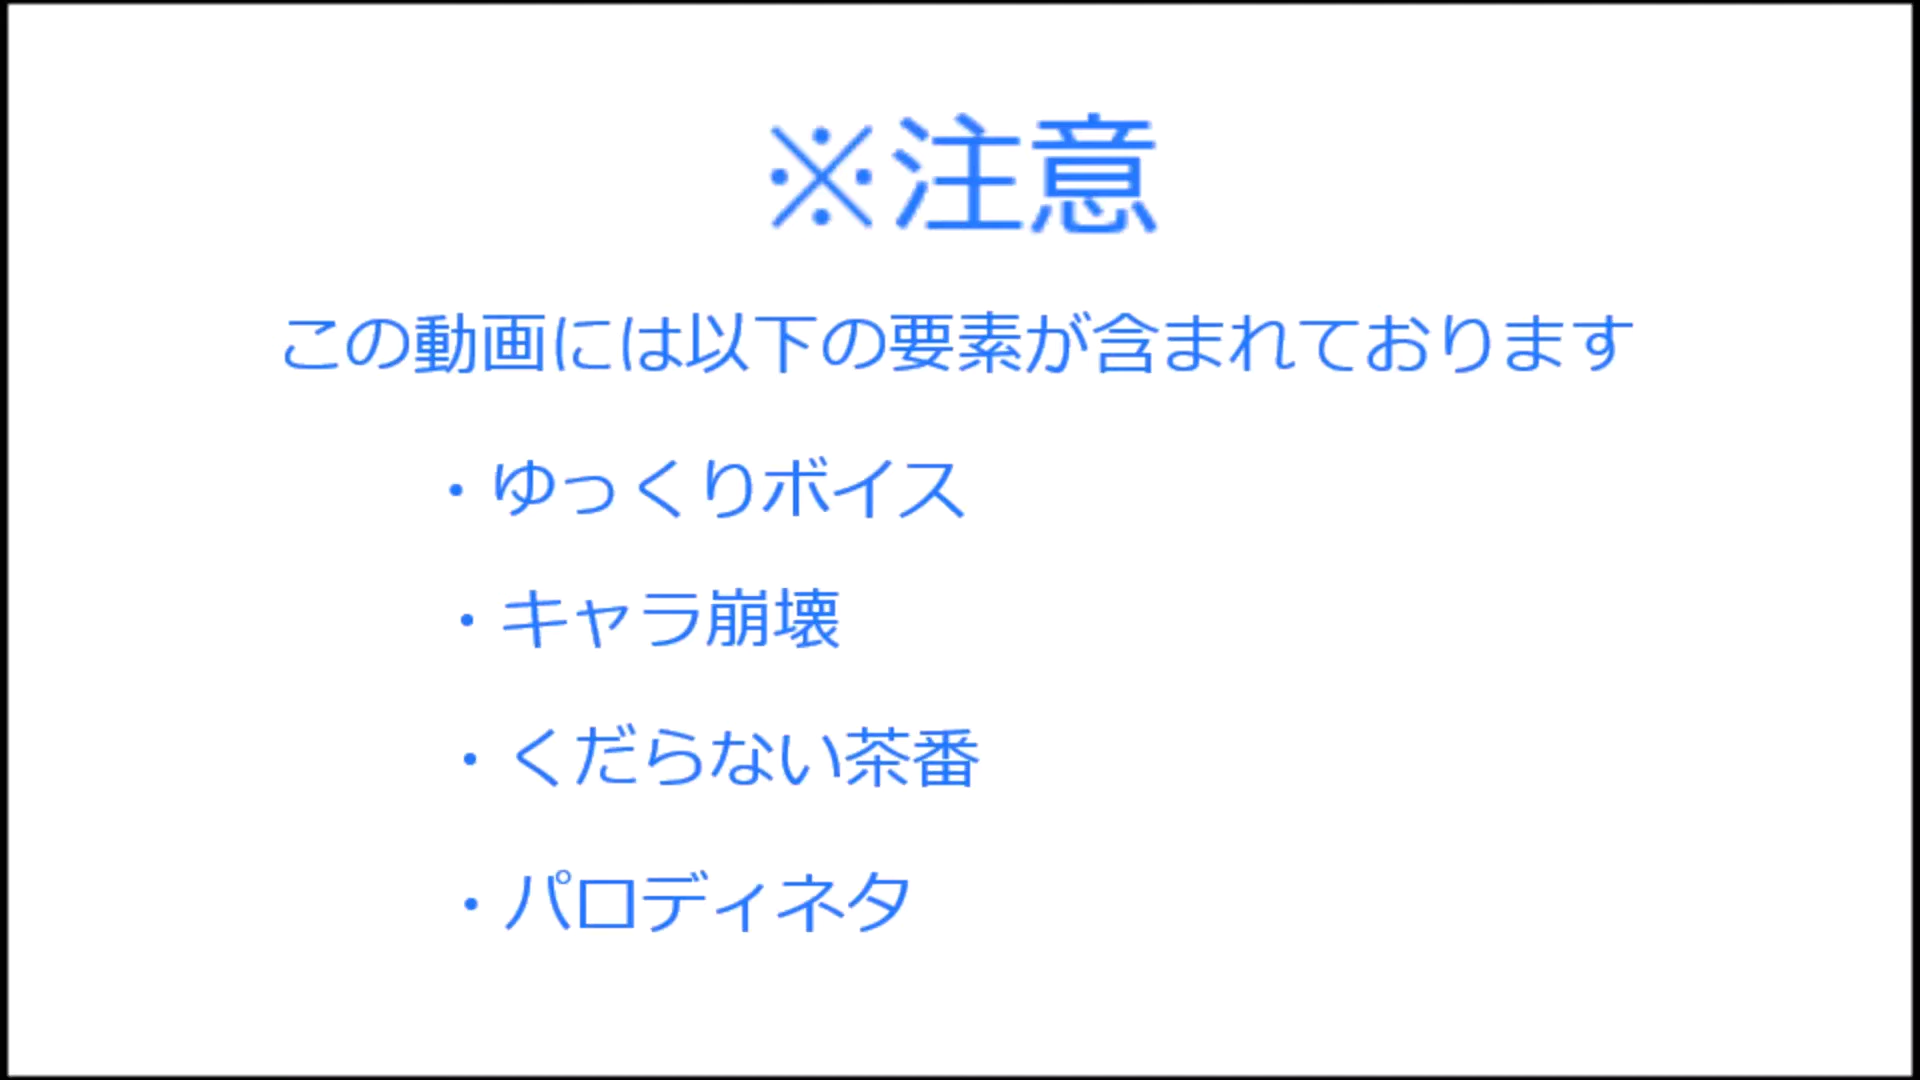 ※注意
この動画には以下の要素が含まれております
・ゆっくりボイス
・キャラ崩壊
・くだらない茶番
・パロディネタ